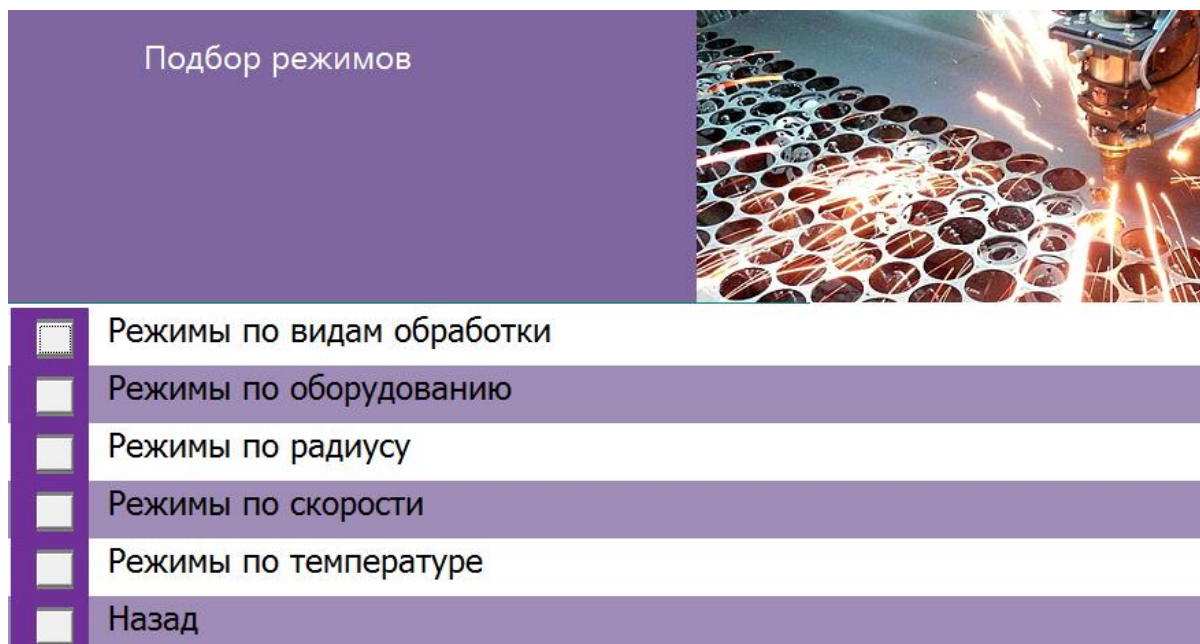 Подбор режимов
Режимы по видам обработки
Режимы по оборудованию
Режимы по радиусу
Режимы по скорости
Режимы по температуре
Назад